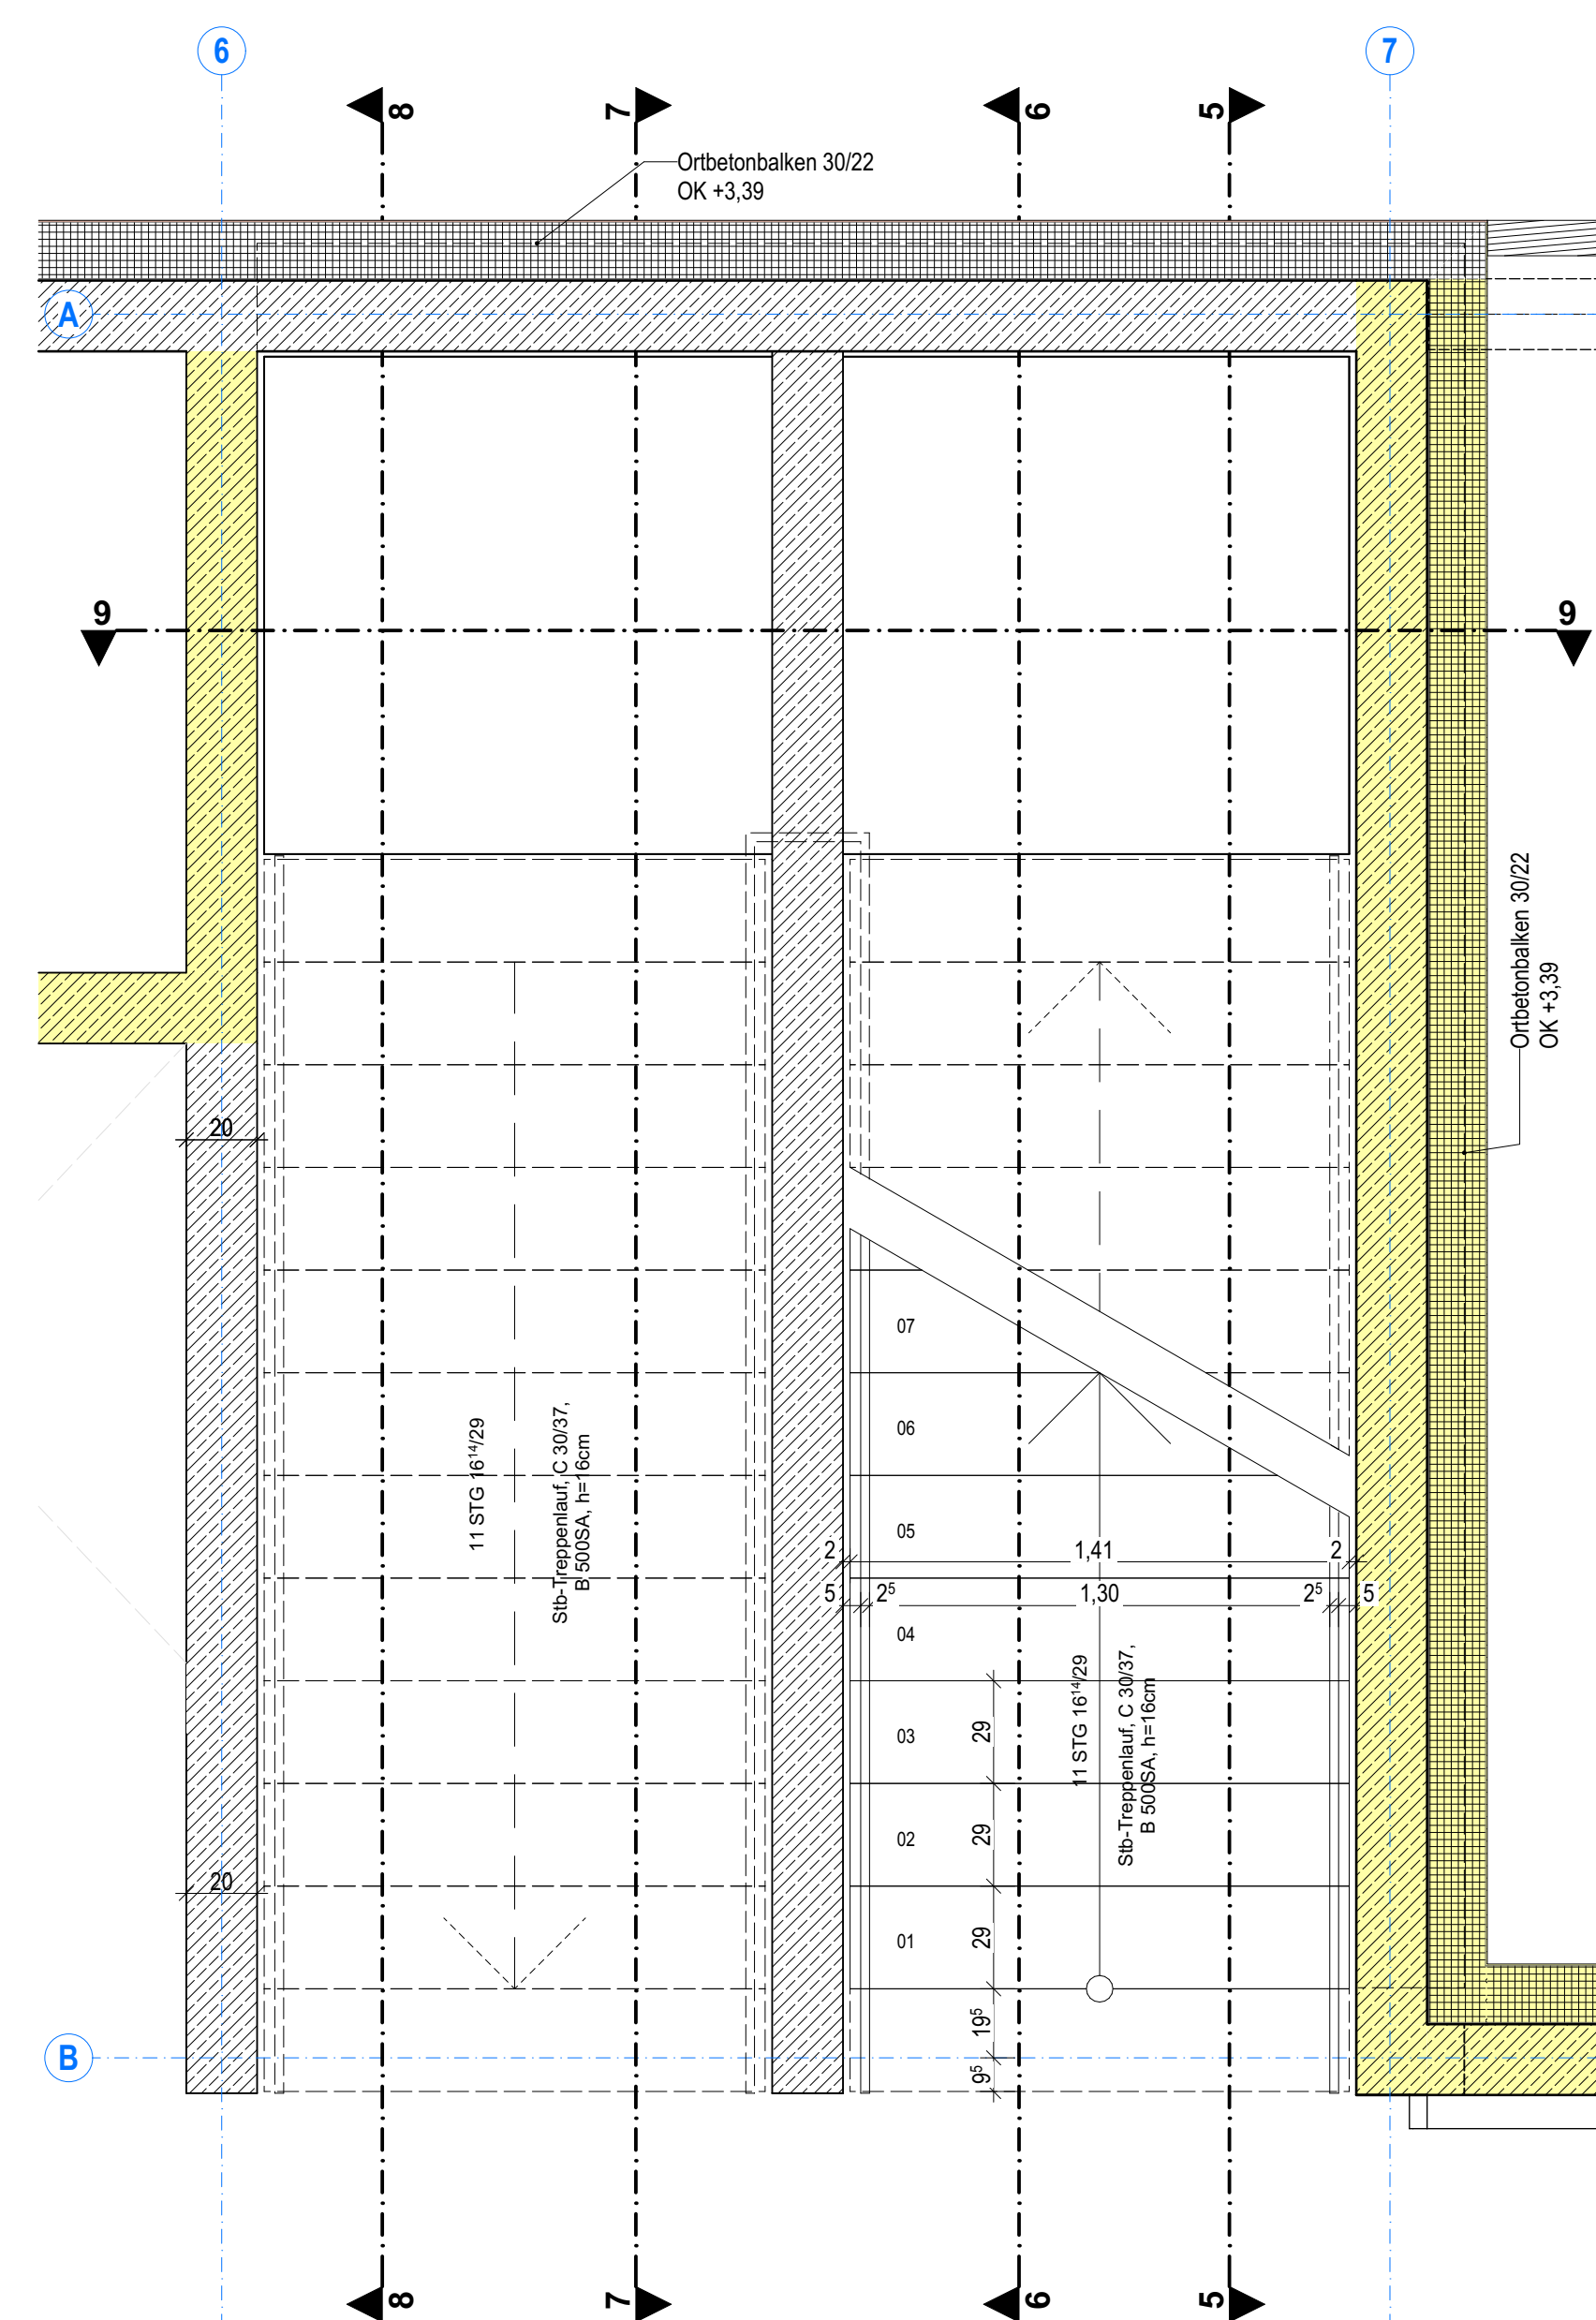 6
7
8
7
6
5
Ortbetonbalken 30/22
OK +3,39
A
9
9
Ortbetonbalken 30/22
OK +3,39
20
07
06
05
11 STG 16¹⁴/29
Stb-Treppenlauf, C 30/37,
B 500SA, h=16cm
2
1,41
2
5
2⁵
1,30
2⁵
5
04
11 STG 16¹⁴/29
Stb-Treppenlauf, C 30/37,
B 500SA, h=16cm
03
29
02
29
20
01
29
19⁵
B
9⁵
8
7
6
5